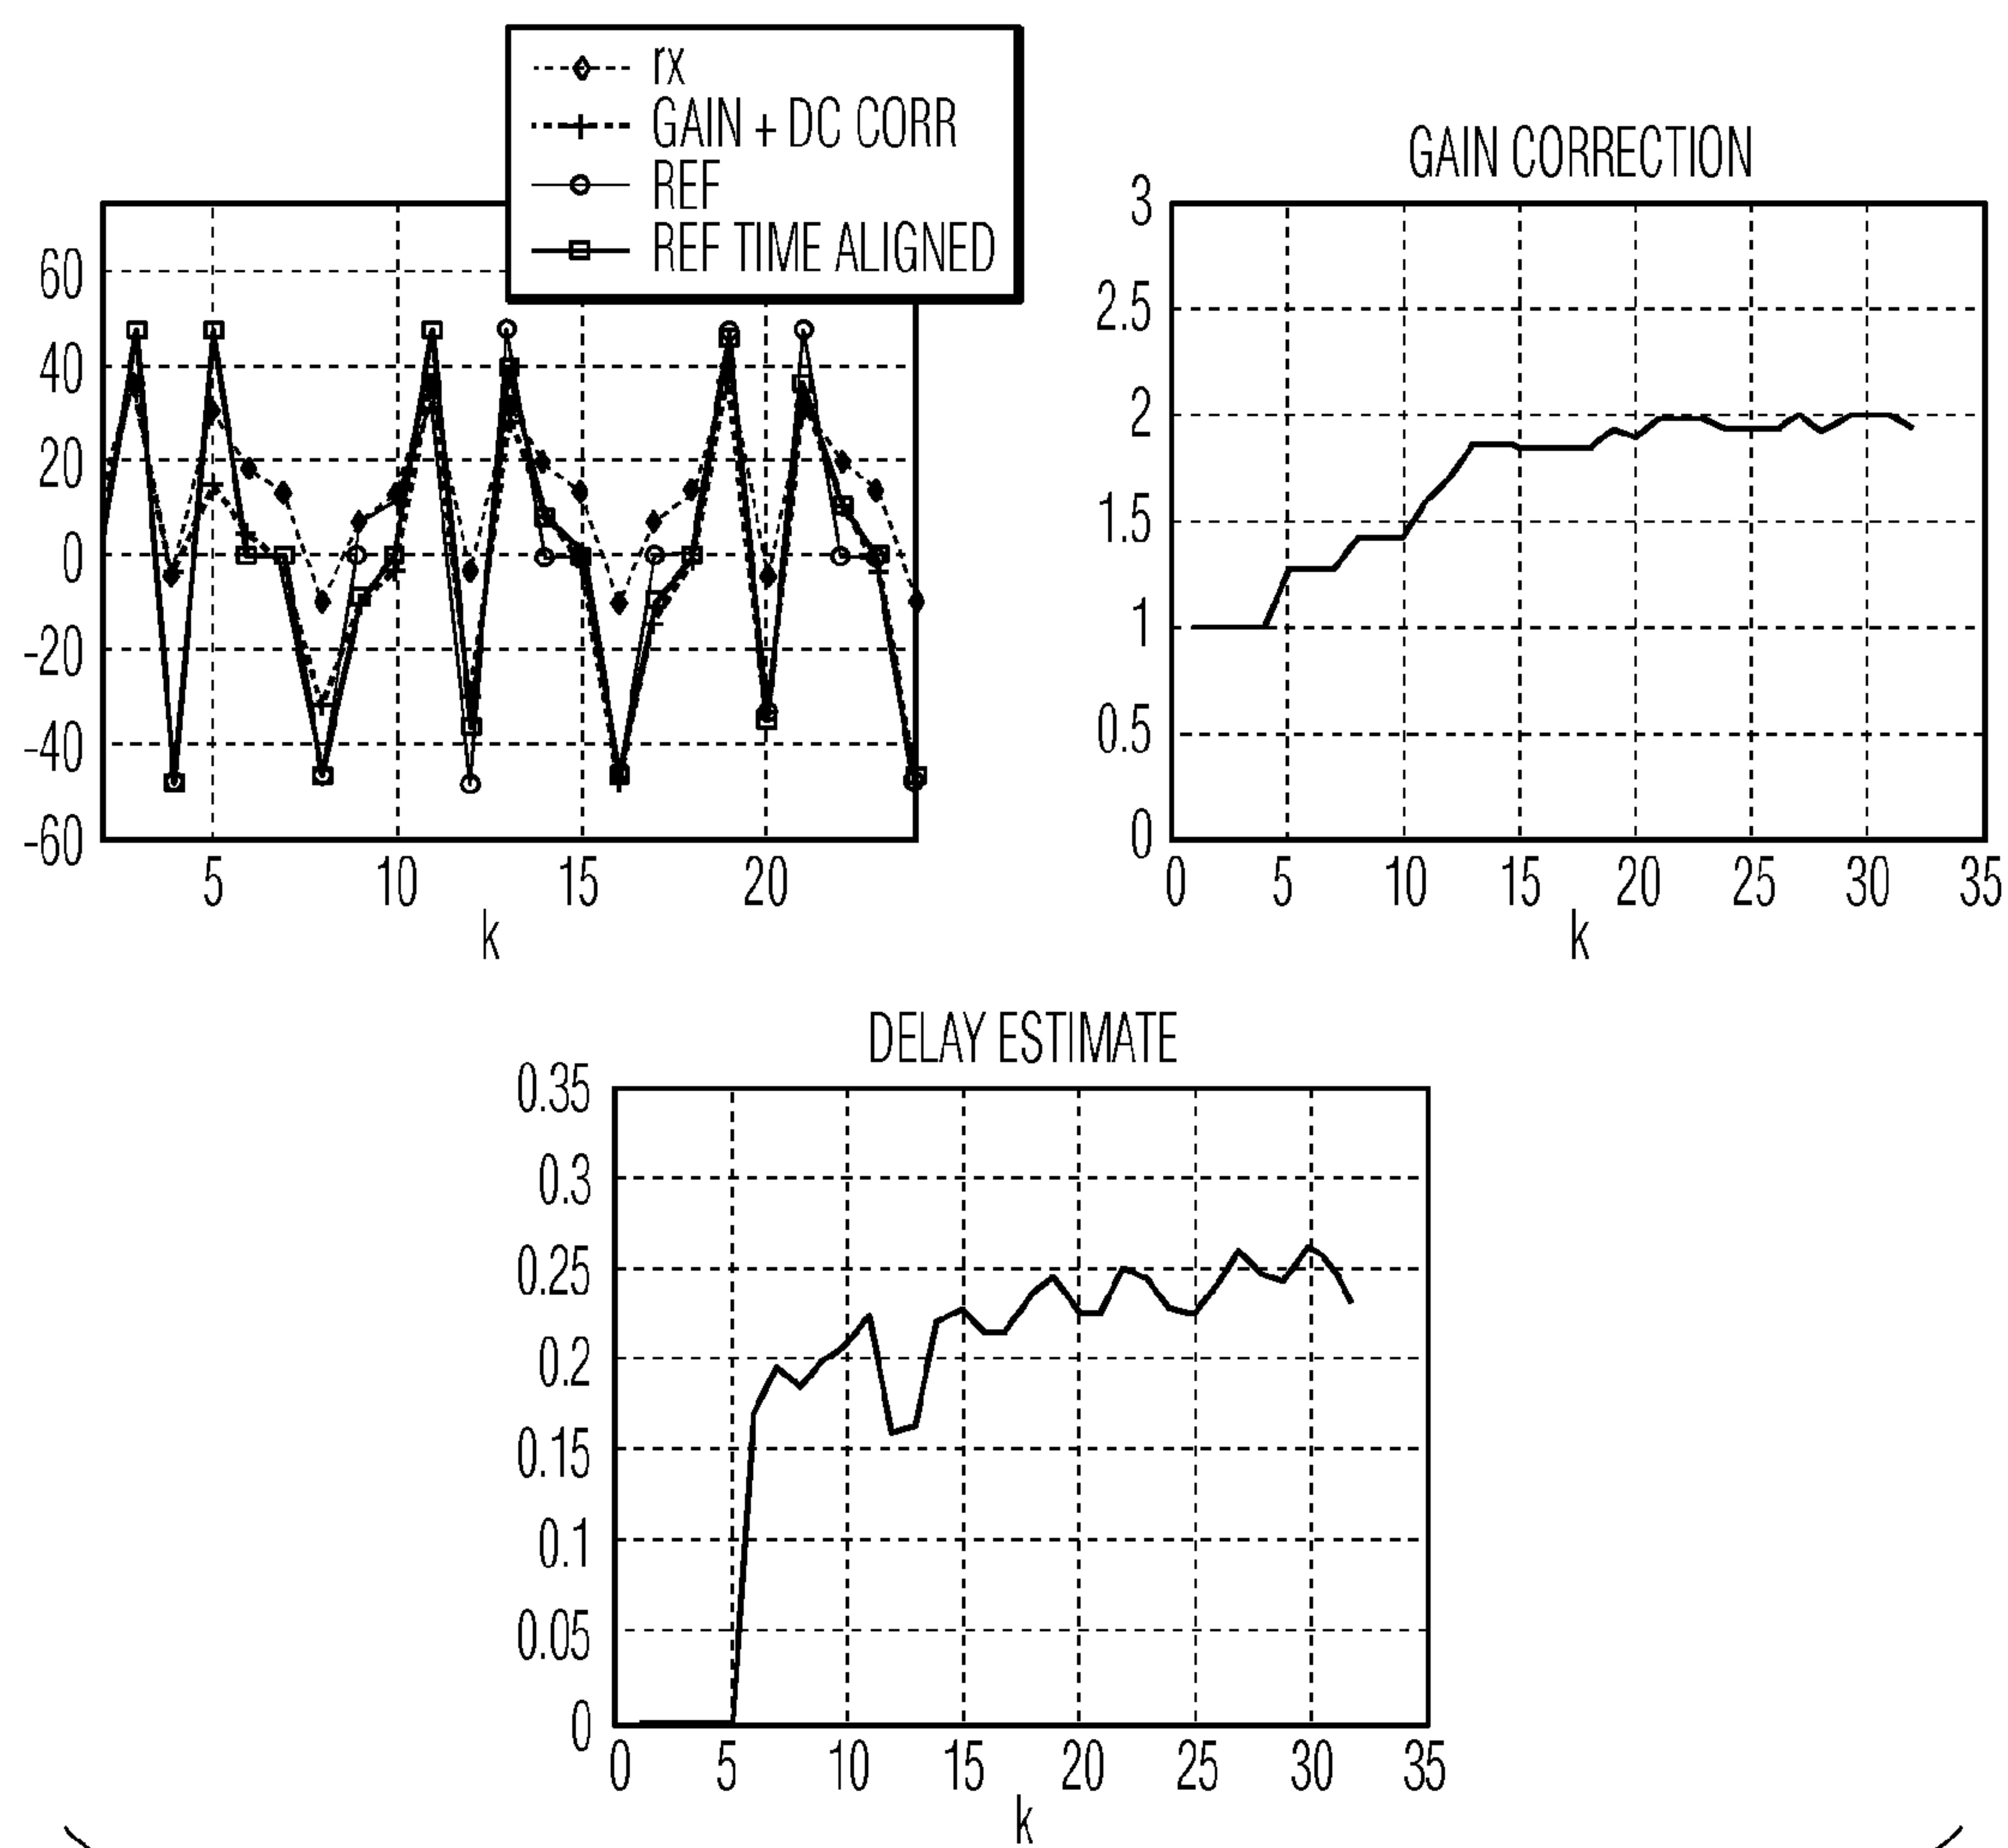 rx
GAIN + DC CORR
REF
REF TIME ALIGNED
60
40
20
0
-20
-40
-60
5 10 15 20
k
GAIN CORRECTION
3
2.5
2
1.5
1
0.5
0
0 5 10 15 20 25 30 35
k
DELAY ESTIMATE
0.35
0.3
0.25
0.2
0.15
0.1
0.05
0
0 5 10 15 20 25 30 35
k